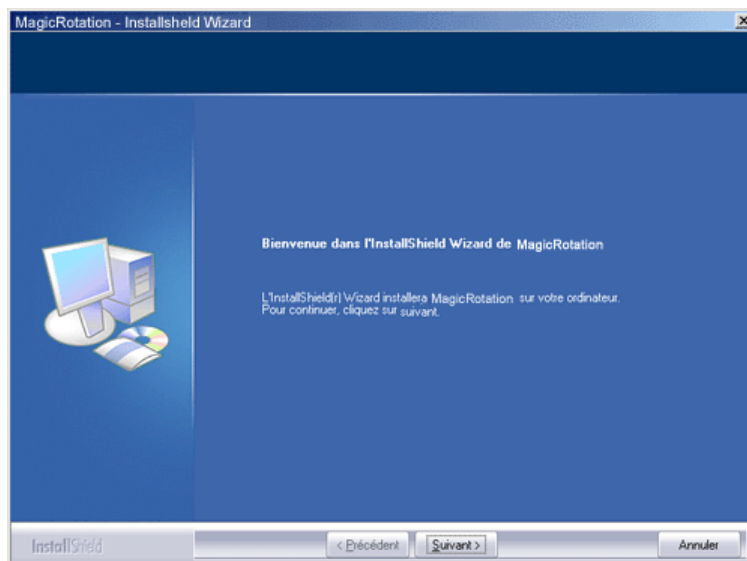 MagicRotation - Installsheld Wizard
Bienvenue dans l'InstallShield Wizard de MagicRotation
L'InstallShield(r) Wizard installera MagicRotation sur votre ordinateur.
Pour continuer, cliquez sur suivant.
InstallShield
< Précédent
Suivant >
Annuler